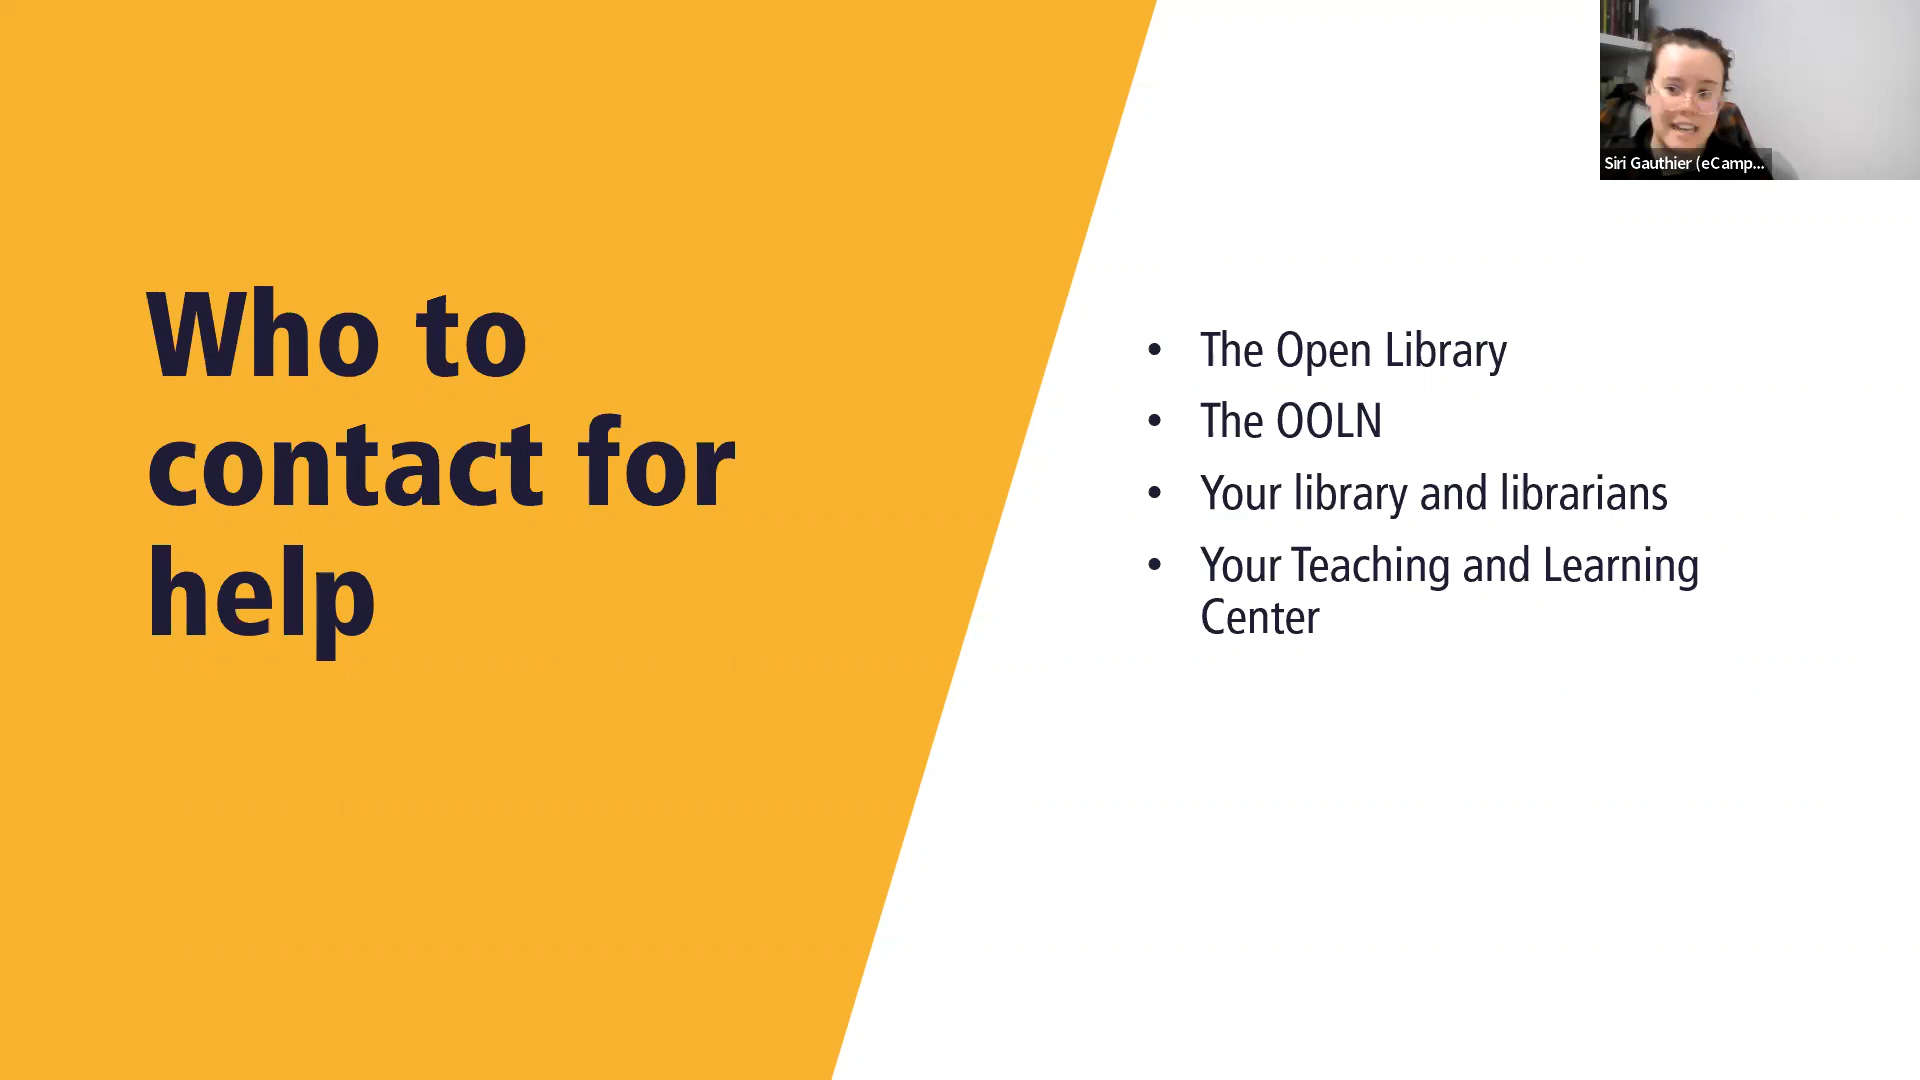 Who to
contact for
help
• The Open Library
• The OOLN
• Your library and librarians
• Your Teaching and Learning
Center
Siri Gauthier (eCamp...